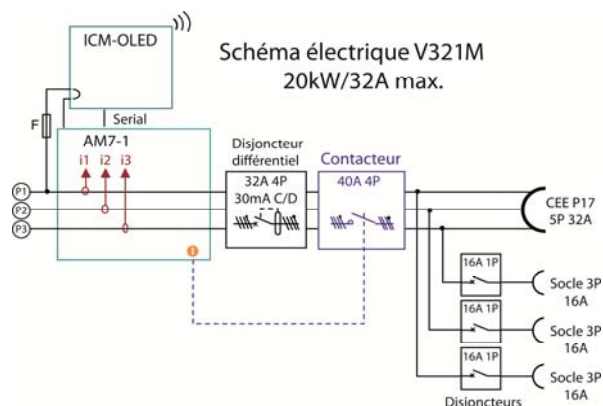 ICM-OLED
Schéma électrique V321M
20kW/32A max.
F
Serial
AM7-1
i1 i2 i3
Disjoncteur
différentiel
32A 4P
30mA C/D
Contacteur
40A 4P
P1
P2
P3
1
CEE P17
5P 32A
16A 1P
Socle 3P
16A
16A 1P
Socle 3P
16A
16A 1P
Socle 3P
16A
Disjoncteurs